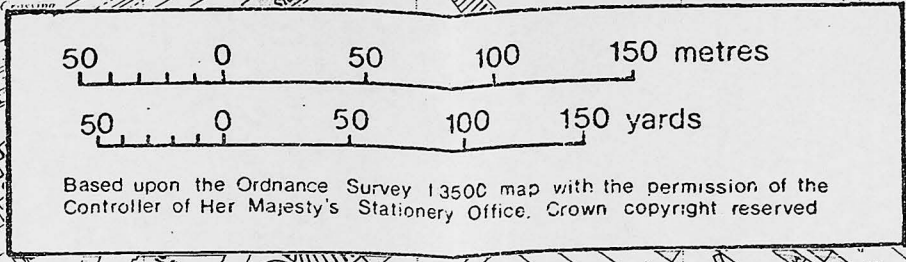 50 0 50 100 150 metres
50 0 50 100 150 yards
Based upon the Ordnance Survey 1 3500 map with the permission of the
Controller of Her Majesty's Stationery Office. Crown copyright reserved